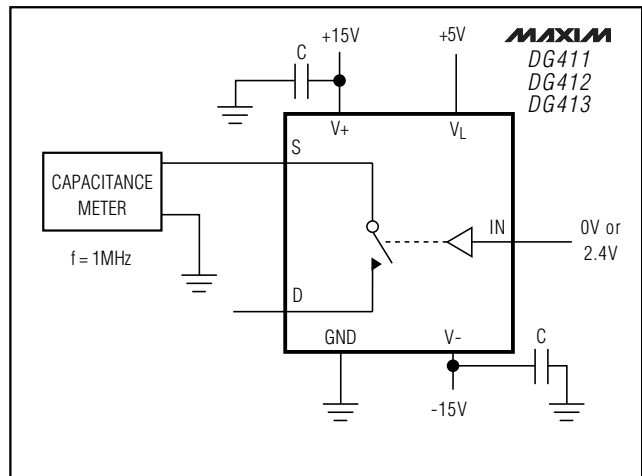 MAXIM
DG411
DG412
DG413
C
+15V
+5V
V+
VL
S
CAPACITANCE
METER
f = 1MHz
IN
0V or
2.4V
D
GND
V-
C
-15V